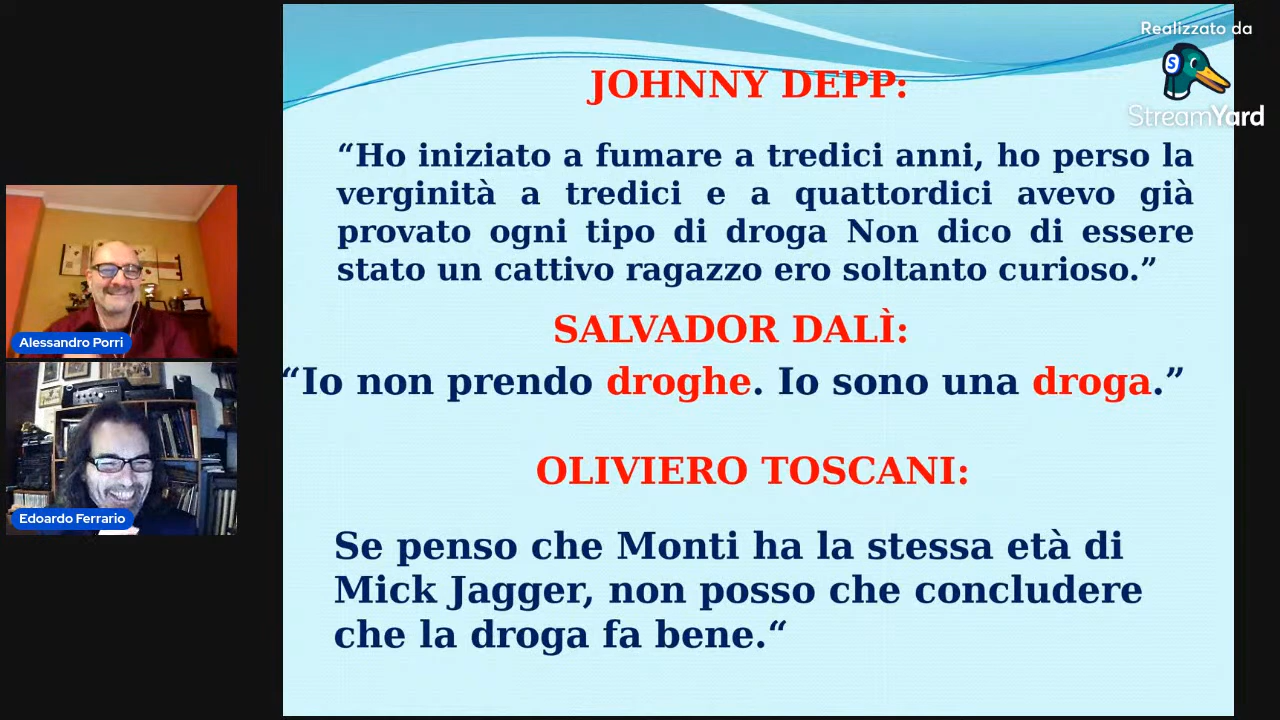 Realizzato da
StreamYard
JOHNNY DEPP:
“Ho iniziato a fumare a tredici anni, ho perso la
verginità a tredici e a quattordici avevo già
provato ogni tipo di droga Non dico di essere
stato un cattivo ragazzo ero soltanto curioso.”
SALVADOR DALÌ:
“Io non prendo droghe. Io sono una droga.”
OLIVIERO TOSCANI:
Se penso che Monti ha la stessa età di
Mick Jagger, non posso che concludere
che la droga fa bene.“
Alessandro Porri
Edoardo Ferrario